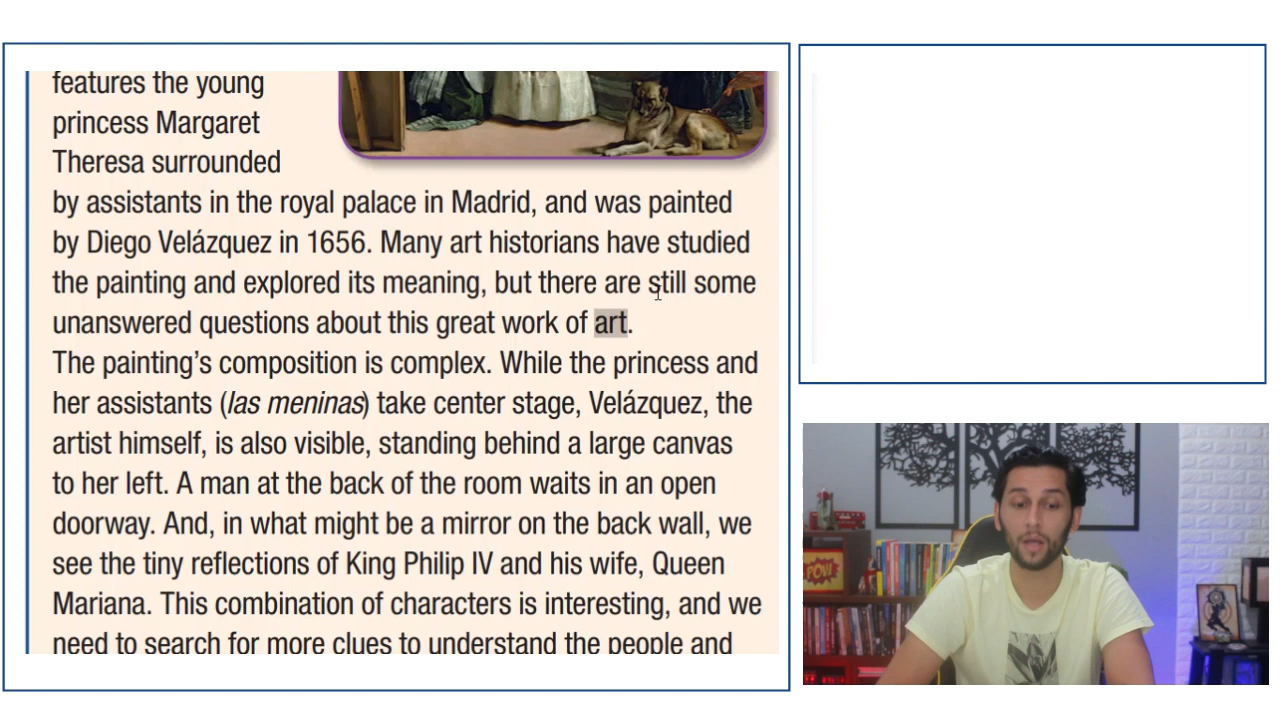 features the young
princess Margaret
Theresa surrounded
by assistants in the royal palace in Madrid, and was painted
by Diego Velázquez in 1656. Many art historians have studied
the painting and explored its meaning, but there are still some
unanswered questions about this great work of art.
The painting’s composition is complex. While the princess and
her assistants (las meninas) take center stage, Velázquez, the
artist himself, is also visible, standing behind a large canvas
to her left. A man at the back of the room waits in an open
doorway. And, in what might be a mirror on the back wall, we
see the tiny reflections of King Philip IV and his wife, Queen
Mariana. This combination of characters is interesting, and we
need to search for more clues to understand the people and
POW!